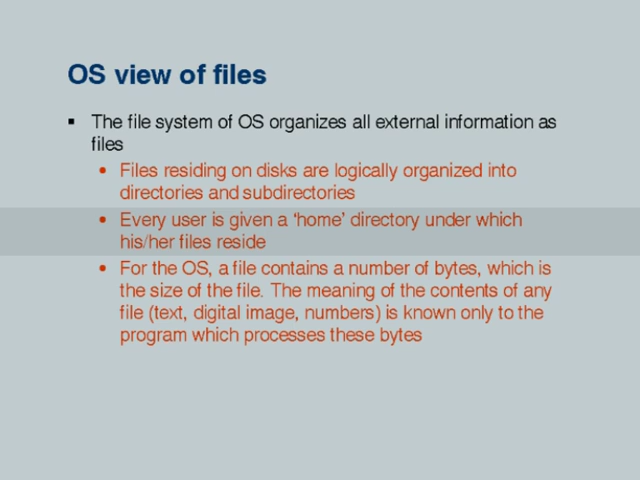 OS view of files
▪ The file system of OS organizes all external information as
files
• Files residing on disks are logically organized into
directories and subdirectories
• Every user is given a ‘home’ directory under which
his/her files reside
• For the OS, a file contains a number of bytes, which is
the size of the file. The meaning of the contents of any
file (text, digital image, numbers) is known only to the
program which processes these bytes